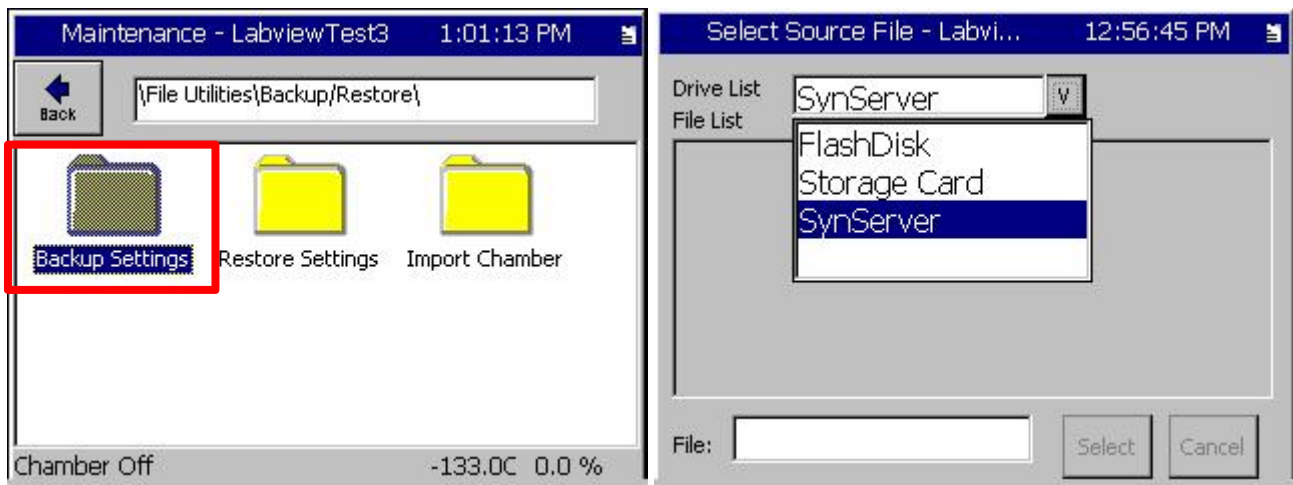 Maintenance - LabviewTest3 1:01:13 PM
Back
\File Utilities\Backup/Restore\
Backup Settings Restore Settings Import Chamber
Chamber Off -133.0C 0.0 %
Select Source File - Labvi... 12:56:45 PM
Drive List SynServer V
File List
FlashDisk
Storage Card
SynServer
File: Select Cancel